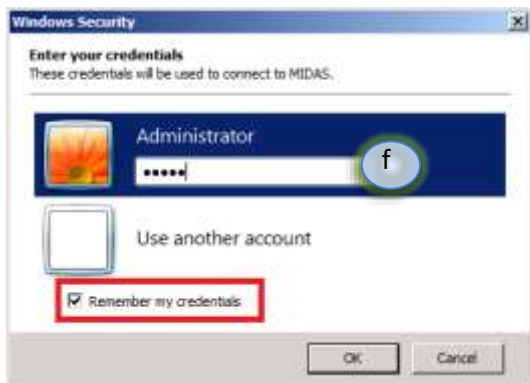 Windows Security
Enter your credentials
These credentials will be used to connect to MIDAS.
Administrator
•••••
f
Use another account
Remember my credentials
OK
Cancel